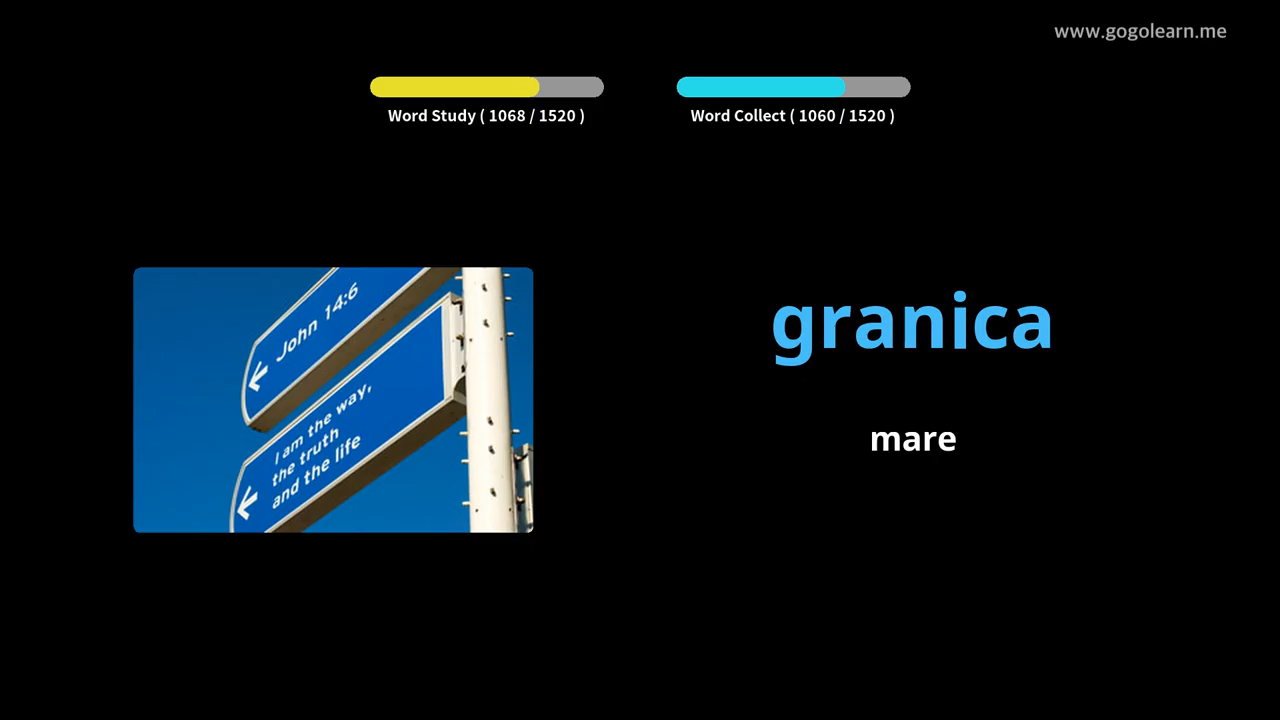 www.gogolearn.me
Word Study ( 1068 / 1520 )
Word Collect ( 1060 / 1520 )
John 14:6
I am the way,
the truth
and the life
granica
mare